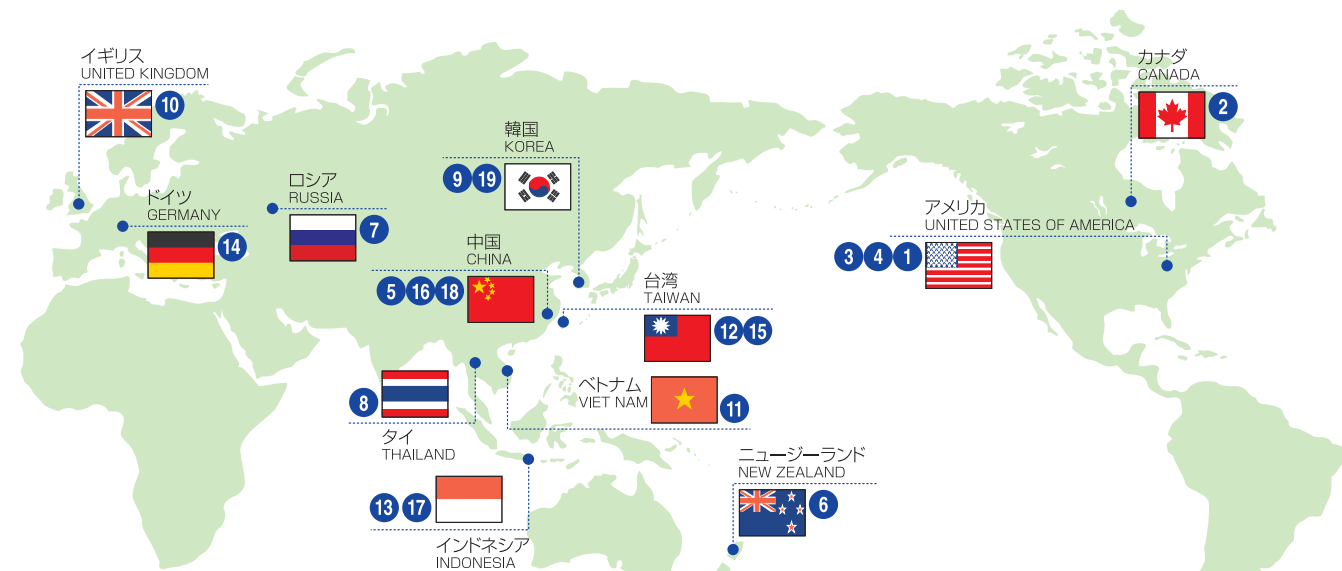 イギリス
UNITED KINGDOM
10
ドイツ
GERMANY
14
ロシア
RUSSIA
7
韓国
KOREA
9 19
中国
CHINA
5 16 18
台湾
TAIWAN
12 15
ベトナム
VIET NAM
11
8
タイ
THAILAND
13 17
インドネシア
INDONESIA
ニュージーランド
NEW ZEALAND
6
カナダ
CANADA
2
アメリカ
UNITED STATES OF AMERICA
3 4 1